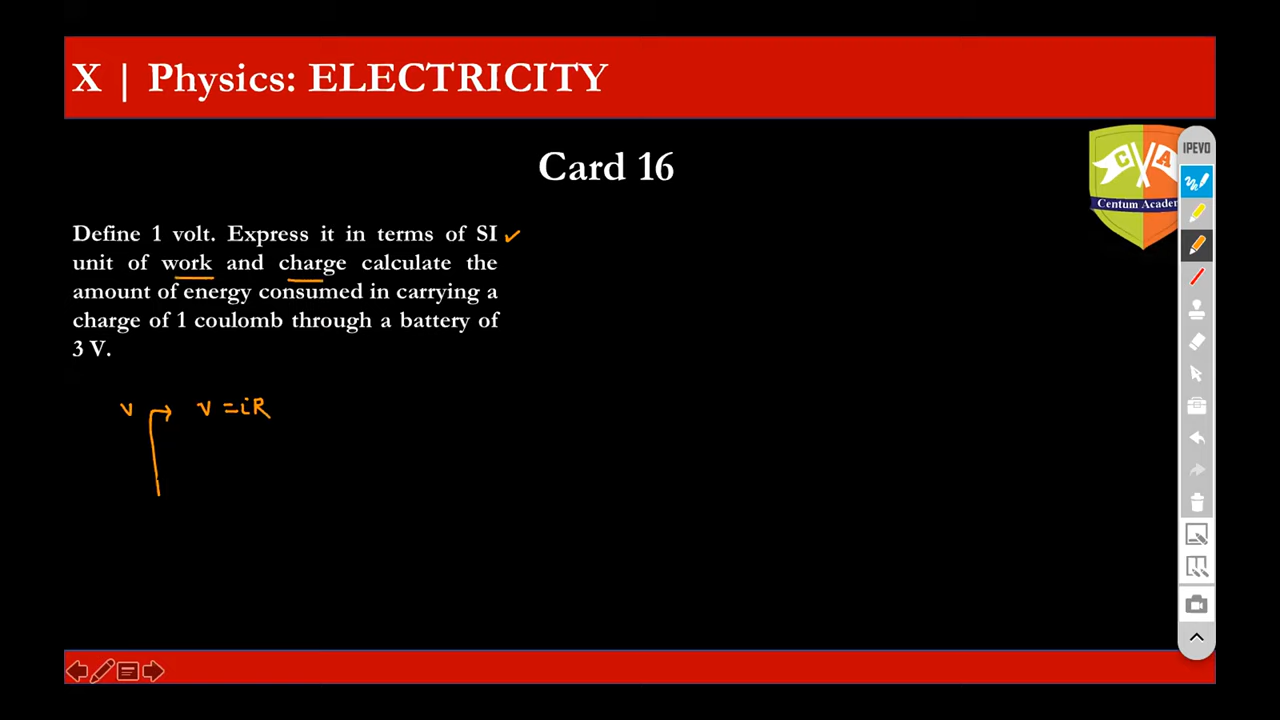 X | Physics: ELECTRICITY
IPEVO
Card 16
C A
Centum Academ
Define 1 volt. Express it in terms of SI
unit of work and charge calculate the
amount of energy consumed in carrying a
charge of 1 coulomb through a battery of
3 V.
v v = iR